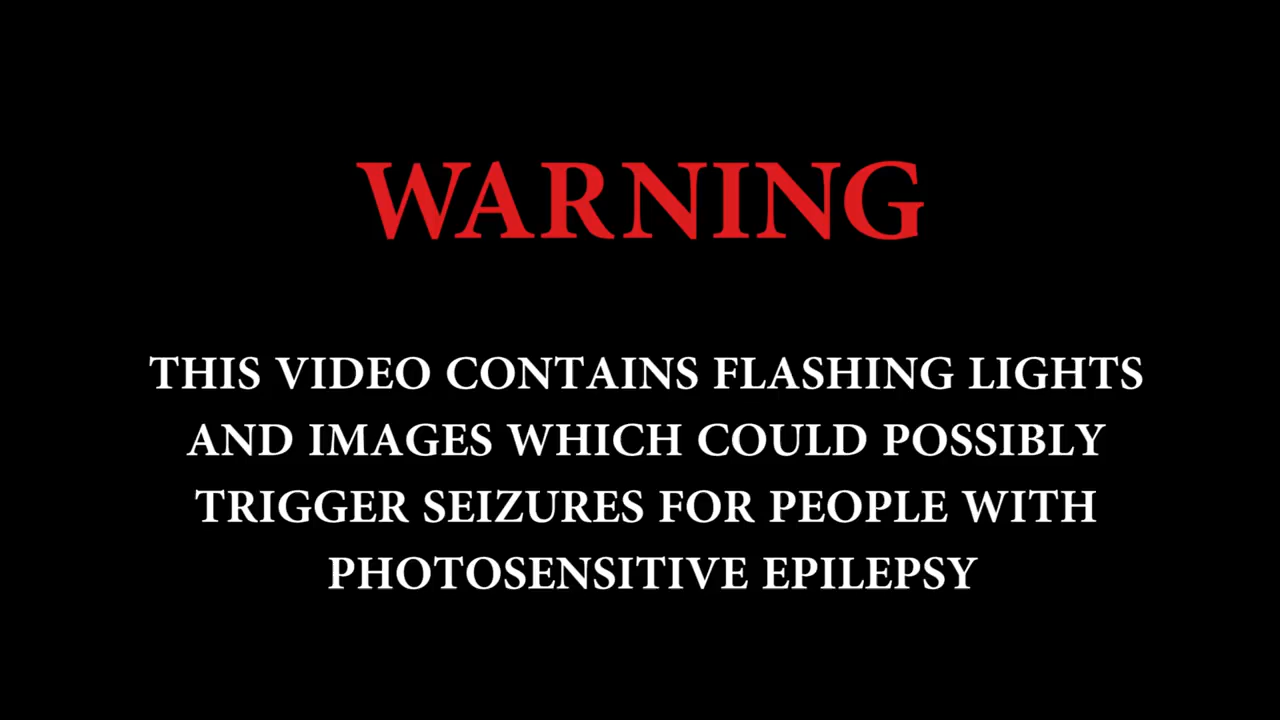 WARNING
THIS VIDEO CONTAINS FLASHING LIGHTS
AND IMAGES WHICH COULD POSSIBLY
TRIGGER SEIZURES FOR PEOPLE WITH
PHOTOSENSITIVE EPILEPSY